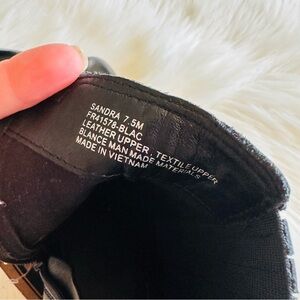 SANDRA 7.5M
FR41578-BLAC
LEATHER UPPER TEXTILE UPPER
BLANCE MAN MADE MATERIALS
MADE IN VIETNAM